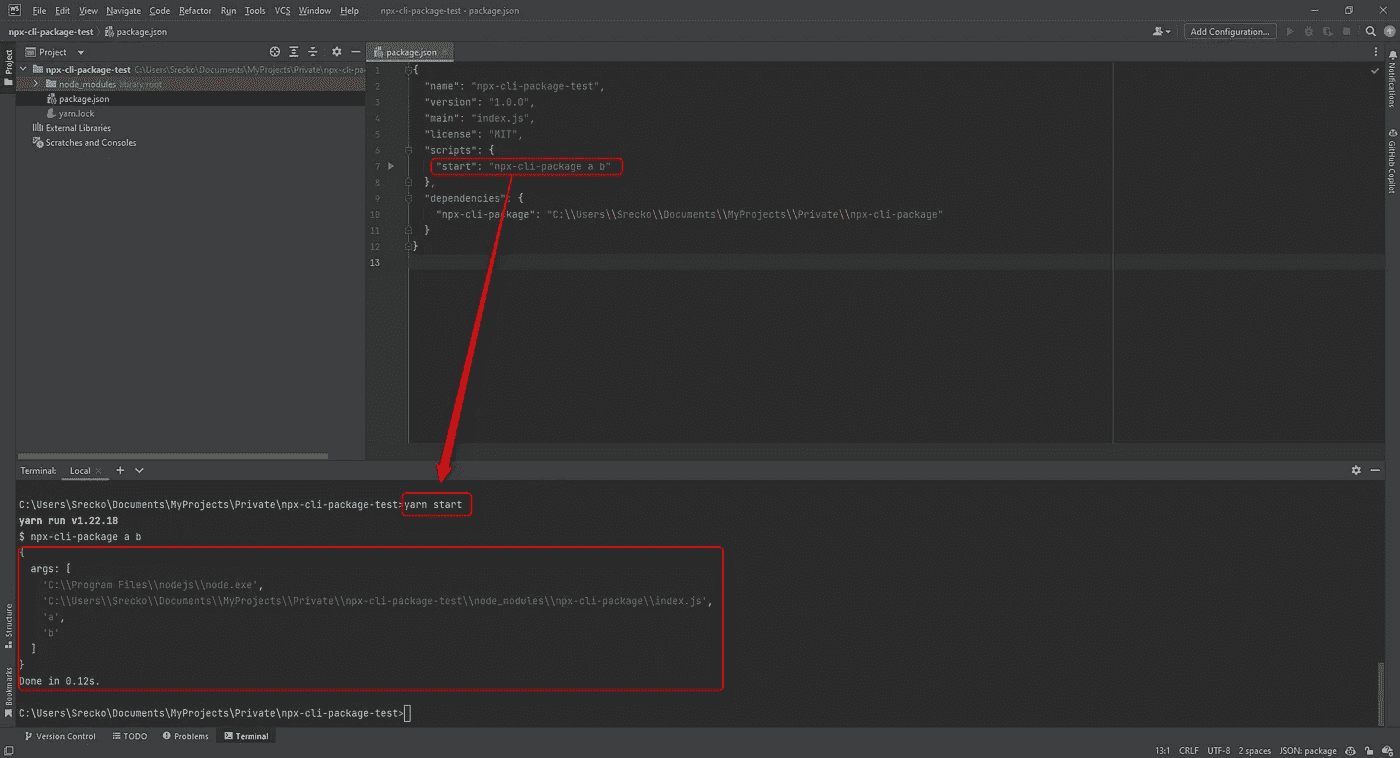 WS File Edit View Navigate Code Refactor Run Tools VCS Window Help npx-cli-package-test - package.json
npx-cli-package-test package.json Add Configuration...
Project package.json
npx-cli-package-test C:\Users\Srecko\Documents\MyProjects\Private\npx-cli-pa
node_modules library root
package.json
yarn.lock
External Libraries
Scratches and Consoles
1 {
2 "name": "npx-cli-package-test",
3 "version": "1.0.0",
4 "main": "index.js",
5 "license": "MIT",
6 "scripts": {
7 "start": "npx-cli-package a b"
8 },
9 "dependencies": {
10 "npx-cli-package": "C:\\Users\\Srecko\\Documents\\MyProjects\\Private\\npx-cli-package"
11 }
12 }
13
Project
Notifications
GitHub Copilot
Terminal: Local
C:\Users\Srecko\Documents\MyProjects\Private\npx-cli-package-test>yarn start
yarn run v1.22.18
$ npx-cli-package a b
{
args: [
'C:\\Program Files\\nodejs\\node.exe',
'C:\\Users\\Srecko\\Documents\\MyProjects\\Private\\npx-cli-package-test\\node_modules\\npx-cli-package\\index.js',
'a',
'b'
]
}
Done in 0.12s.
C:\Users\Srecko\Documents\MyProjects\Private\npx-cli-package-test>
Structure
Bookmarks
Version Control TODO Problems Terminal
13:1 CRLF UTF-8 2 spaces JSON: package